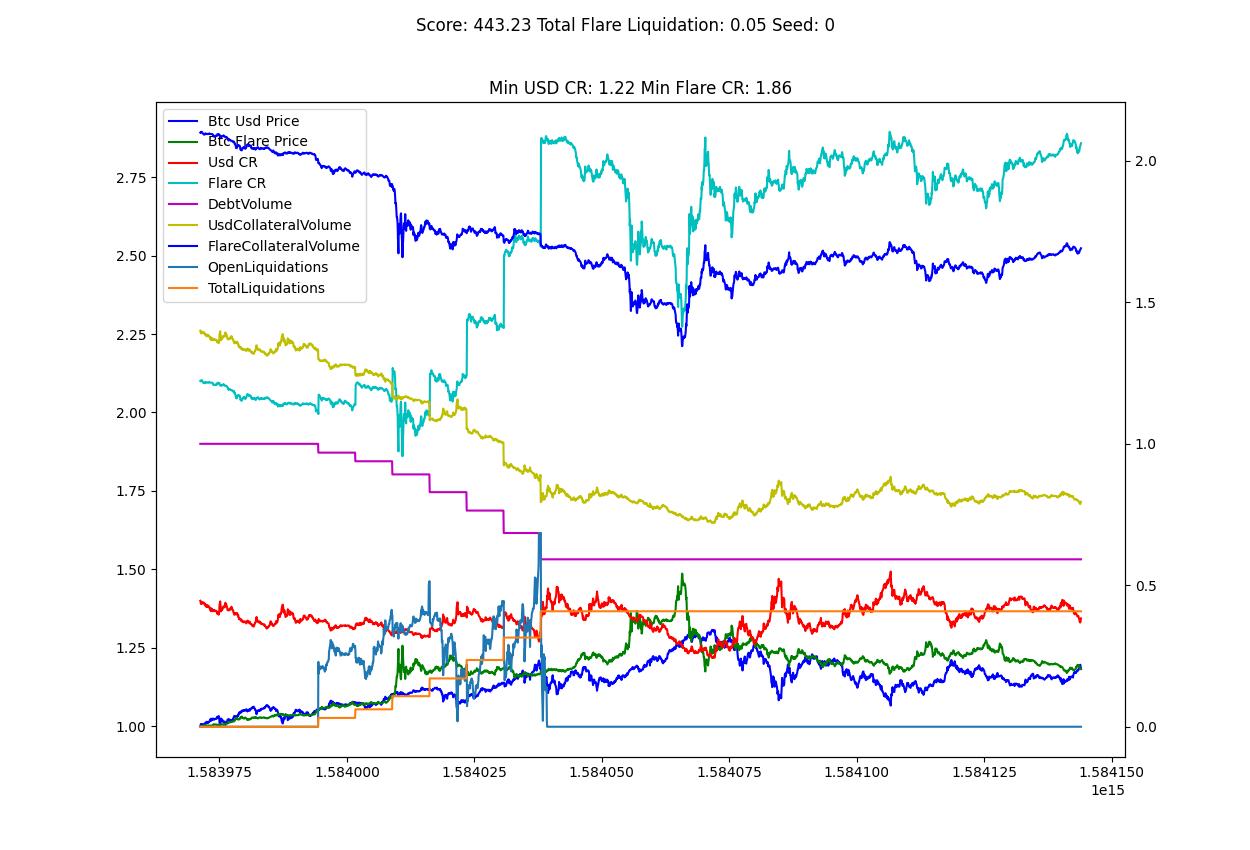 Score: 443.23 Total Flare Liquidation: 0.05 Seed: 0
Min USD CR: 1.22 Min Flare CR: 1.86
Btc Usd Price
Btc Flare Price
Usd CR
Flare CR
DebtVolume
UsdCollateralVolume
FlareCollateralVolume
OpenLiquidations
TotalLiquidations
2.75
2.50
2.25
2.00
1.75
1.50
1.25
1.00
2.0
1.5
1.0
0.5
0.0
1.583975 1.584000 1.584025 1.584050 1.584075 1.584100 1.584125 1.584150
1e15